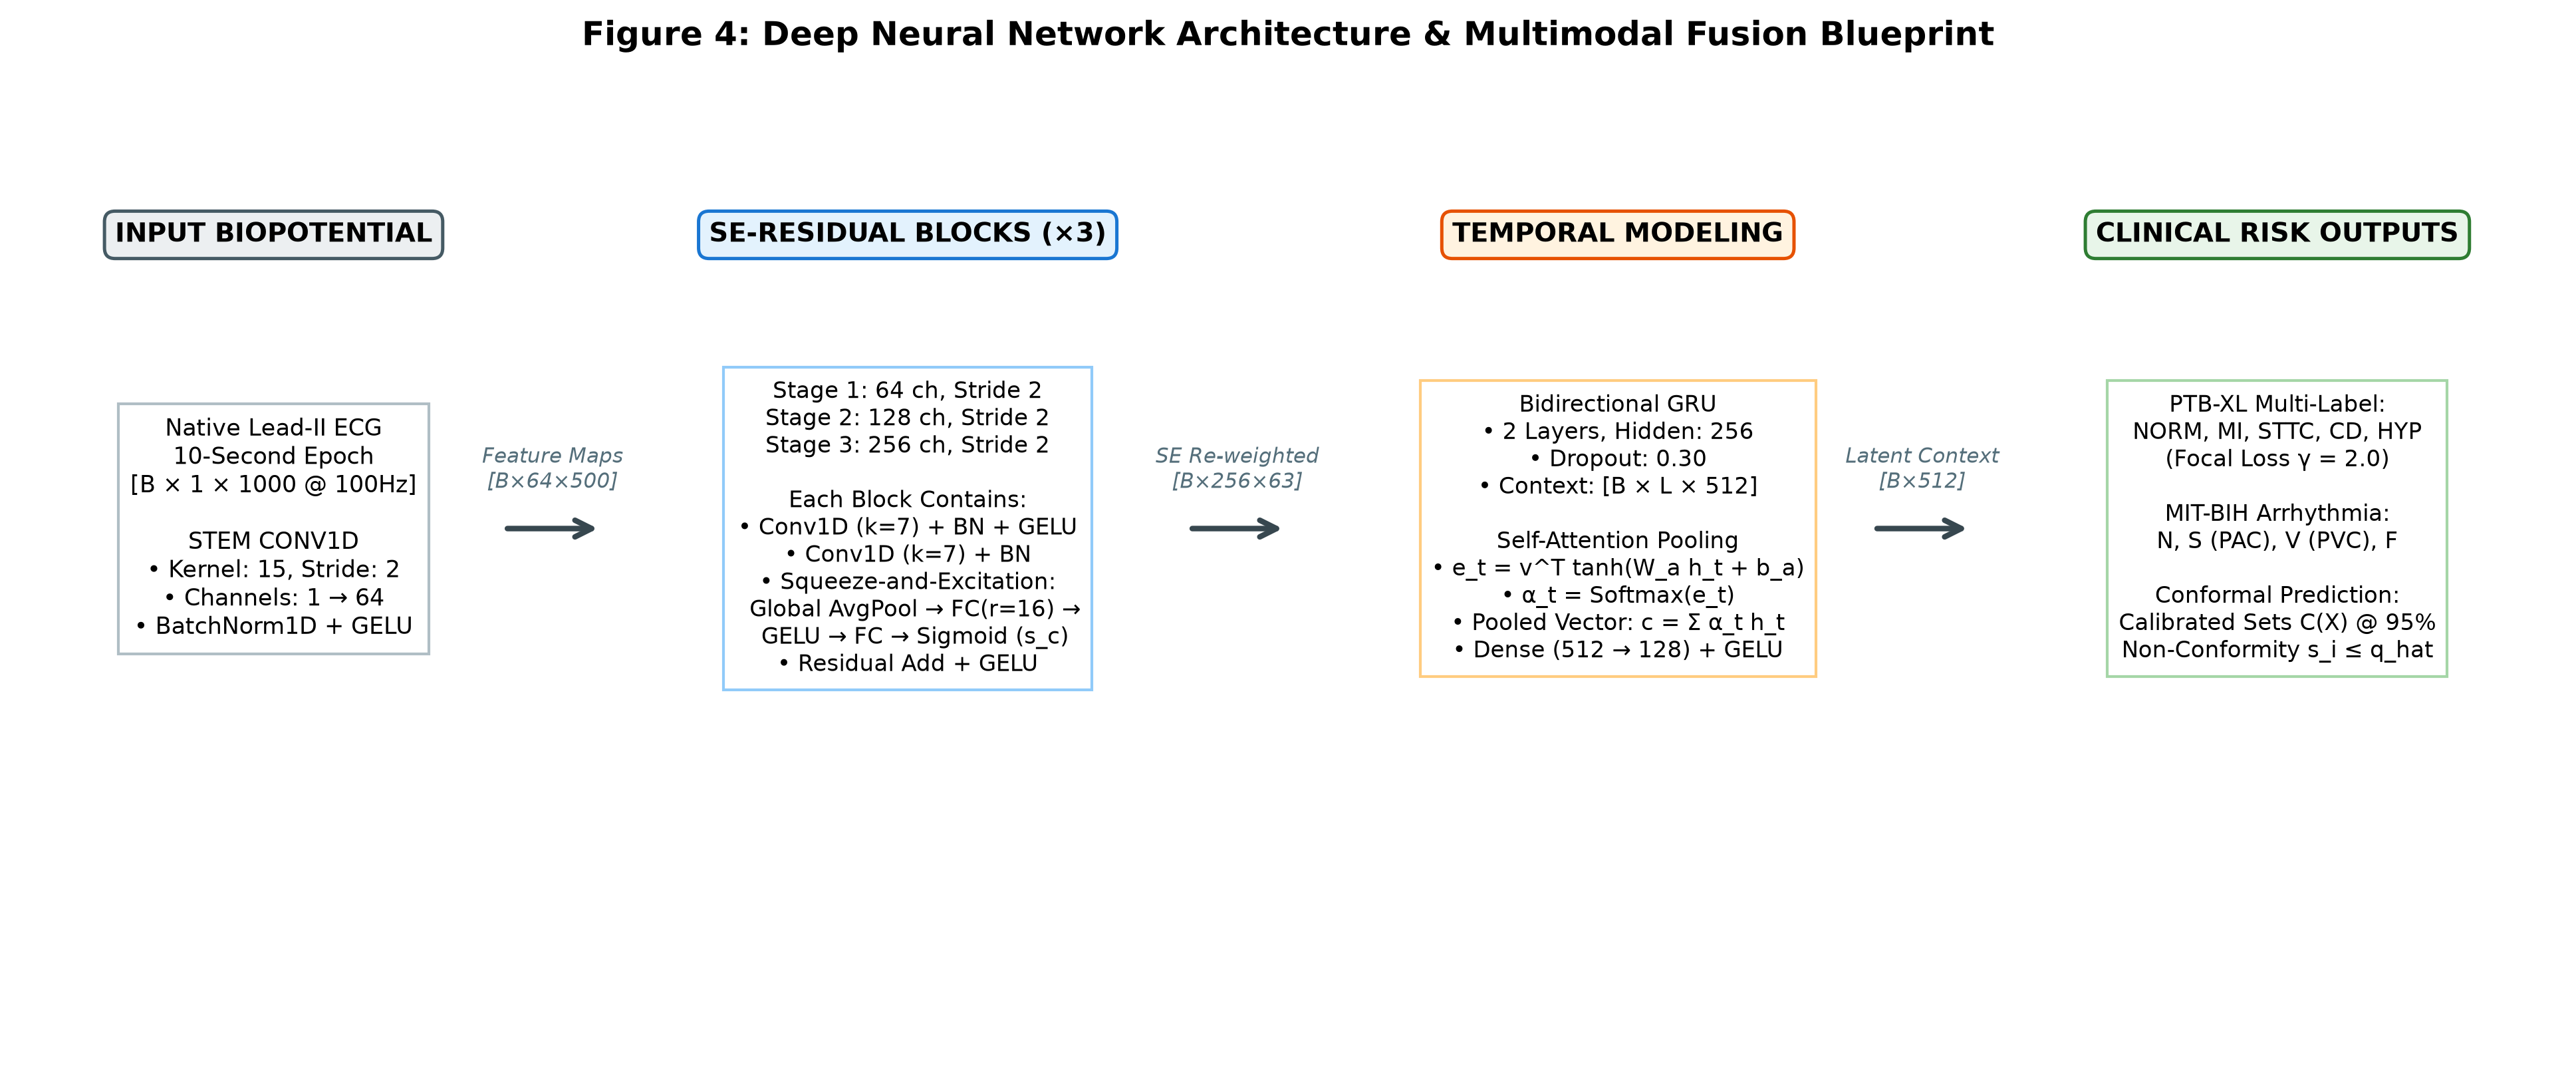 Figure 4: Deep Neural Network Architecture & Multimodal Fusion Blueprint
INPUT BIOPOTENTIAL
Native Lead-II ECG
10-Second Epoch
[B × 1 × 1000 @ 100Hz]
STEM CONV1D
• Kernel: 15, Stride: 2
• Channels: 1 → 64
• BatchNorm1D + GELU
Feature Maps
[B×64×500]
SE-RESIDUAL BLOCKS (×3)
Stage 1: 64 ch, Stride 2
Stage 2: 128 ch, Stride 2
Stage 3: 256 ch, Stride 2
Each Block Contains:
• Conv1D (k=7) + BN + GELU
• Conv1D (k=7) + BN
• Squeeze-and-Excitation:
Global AvgPool → FC(r=16) →
GELU → FC → Sigmoid (s_c)
• Residual Add + GELU
SE Re-weighted
[B×256×63]
TEMPORAL MODELING
Bidirectional GRU
• 2 Layers, Hidden: 256
• Dropout: 0.30
• Context: [B × L × 512]
Self-Attention Pooling
• e_t = v^T tanh(W_a h_t + b_a)
• α_t = Softmax(e_t)
• Pooled Vector: c = Σ α_t h_t
• Dense (512 → 128) + GELU
Latent Context
[B×512]
CLINICAL RISK OUTPUTS
PTB-XL Multi-Label:
NORM, MI, STTC, CD, HYP
(Focal Loss γ = 2.0)
MIT-BIH Arrhythmia:
N, S (PAC), V (PVC), F
Conformal Prediction:
Calibrated Sets C(X) @ 95%
Non-Conformity s_i ≤ q_hat